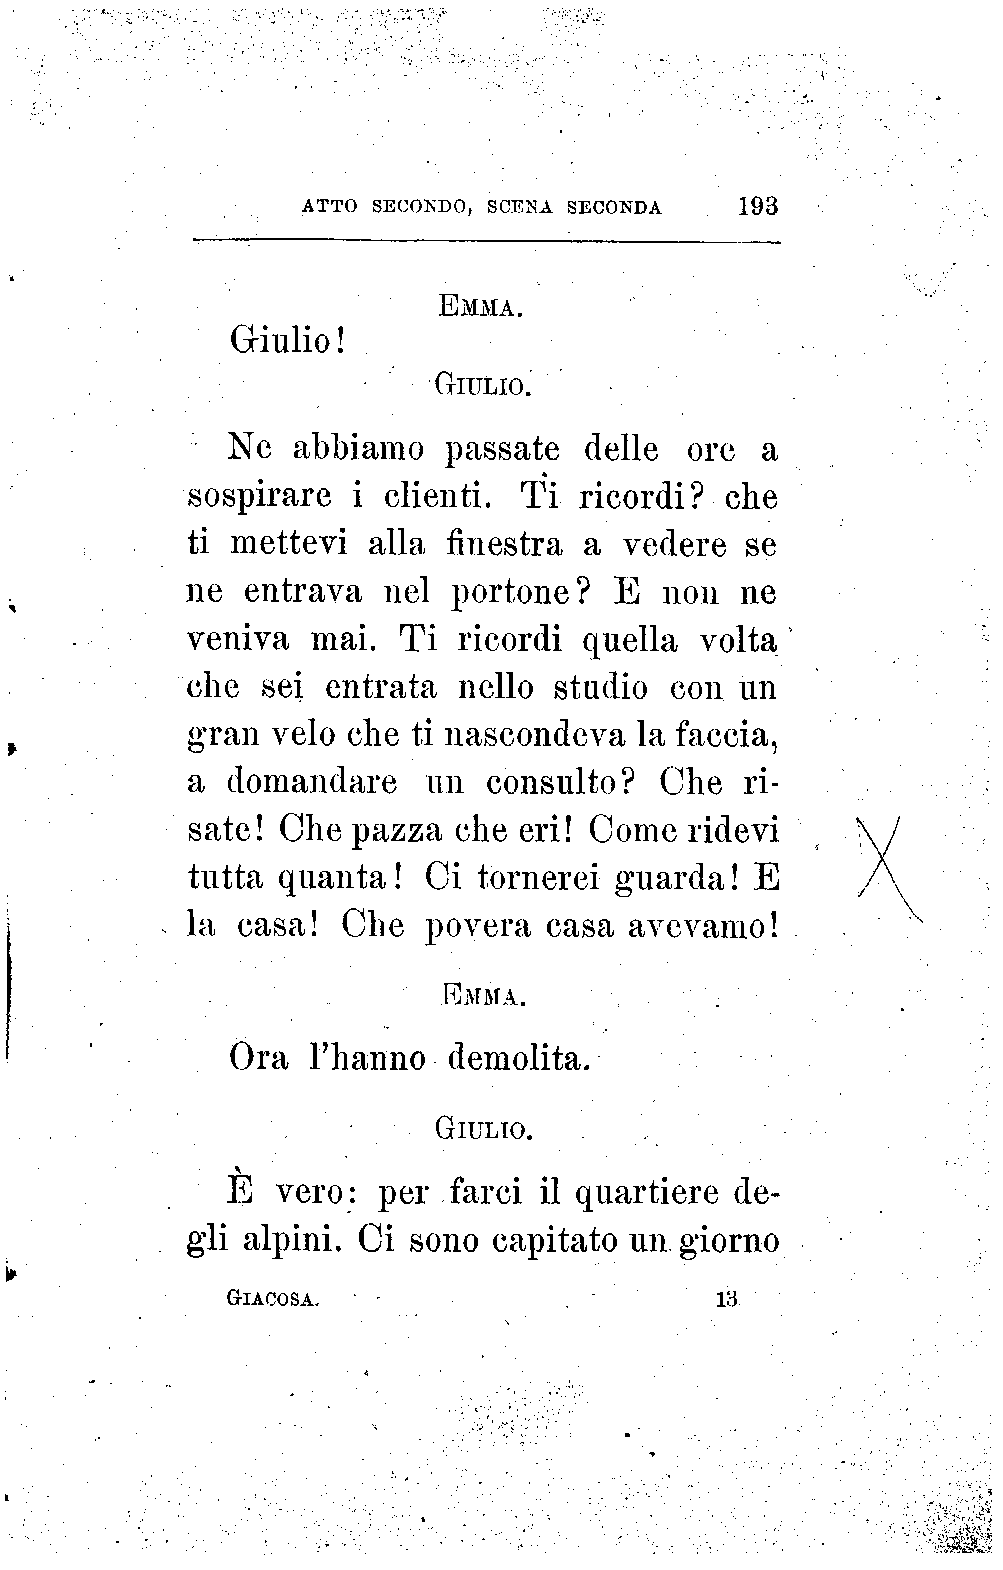 ATTO SECONDO, SCENA SECONDA 193
EMMA.
Giulio!
GIULIO.
Ne abbiamo passate delle ore a
sospirare i clienti. Ti ricordi? che
ti mettevi alla finestra a vedere se
ne entrava nel portone? E non ne
veniva mai. Ti ricordi quella volta
che sei entrata nello studio con un
gran velo che ti nascondeva la faccia,
a domandare un consulto? Che ri-
sate! Che pazza che eri! Come ridevi
tutta quanta! Ci tornerei guarda! E
la casa! Che povera casa avevamo!
EMMA.
Ora l'hanno demolita.
GIULIO.
È vero: per farci il quartiere de-
gli alpini. Ci sono capitato un giorno
GIACOSA. 13